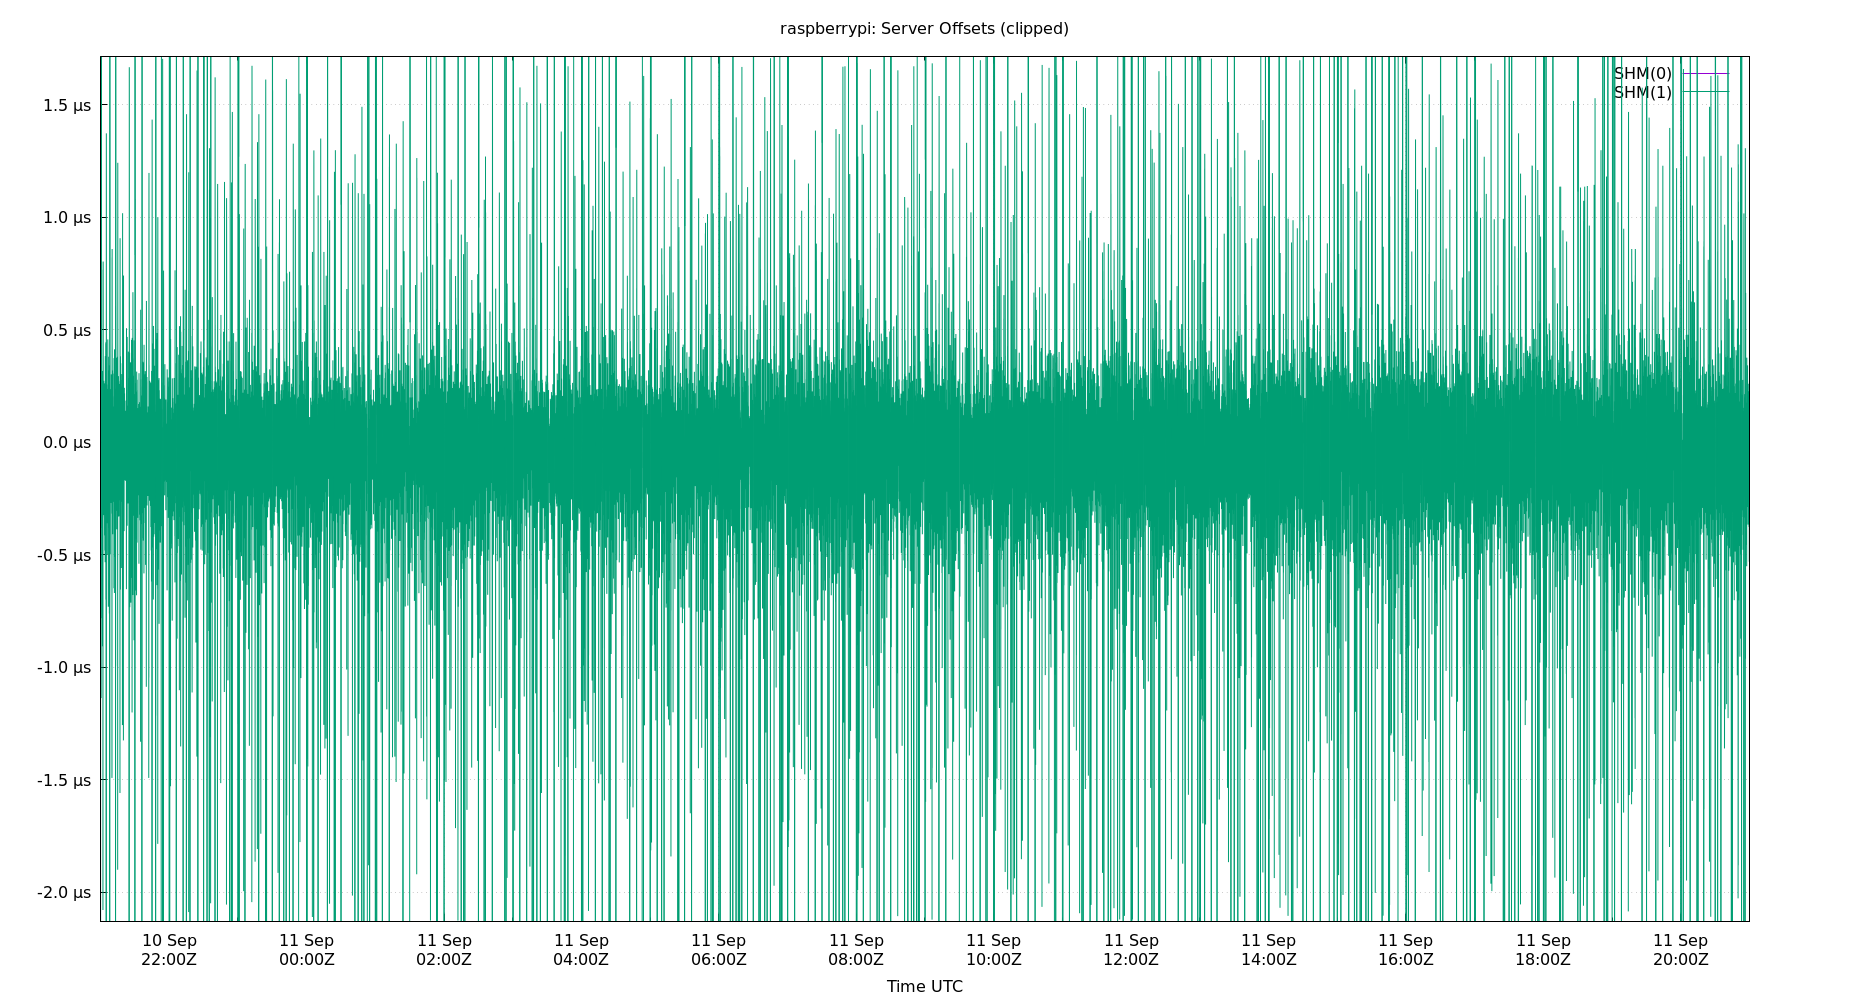 raspberrypi: Server Offsets (clipped)
SHM(0)
SHM(1)
1.5 µs
1.0 µs
0.5 µs
0.0 µs
-0.5 µs
-1.0 µs
-1.5 µs
-2.0 µs
10 Sep 11 Sep 11 Sep 11 Sep 11 Sep 11 Sep 11 Sep 11 Sep 11 Sep 11 Sep 11 Sep 11 Sep
22:00Z 00:00Z 02:00Z 04:00Z 06:00Z 08:00Z 10:00Z 12:00Z 14:00Z 16:00Z 18:00Z 20:00Z
Time UTC